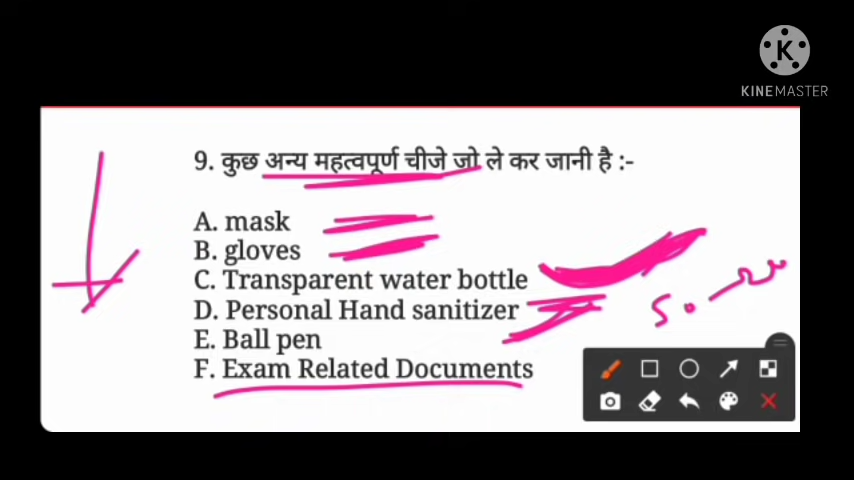 K
KINEMASTER
9. कुछ अन्य महत्वपूर्ण चीजे जो ले कर जानी है :-
A. mask
B. gloves
C. Transparent water bottle
D. Personal Hand sanitizer
E. Ball pen
F. Exam Related Documents